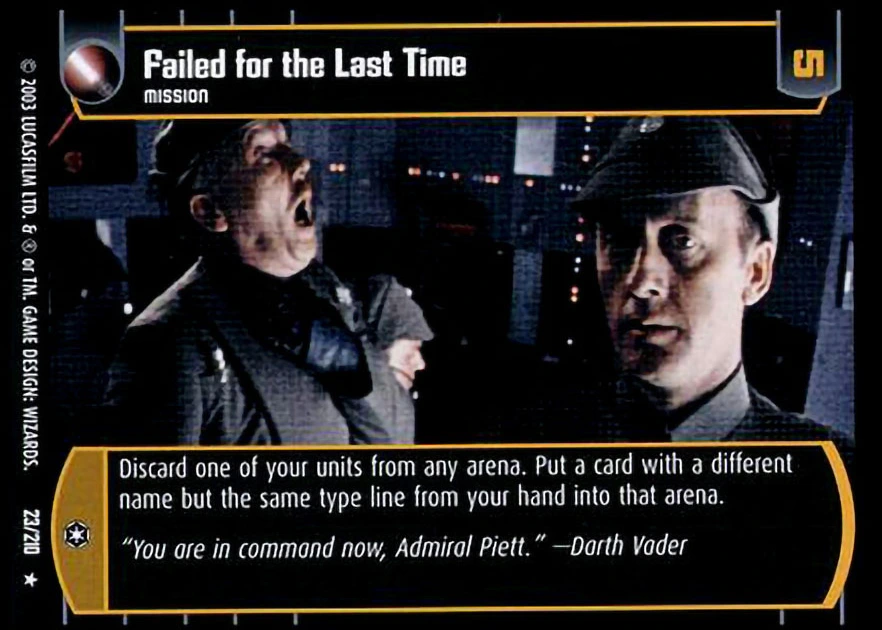 Failed for the Last Time
MISSION
5
Discard one of your units from any arena. Put a card with a different
name but the same type line from your hand into that arena.
“You are in command now, Admiral Piett.” —Darth Vader
© 2003 LUCASFILM LTD. & ® or TM. GAME DESIGN: WIZARDS. 23/210 ★